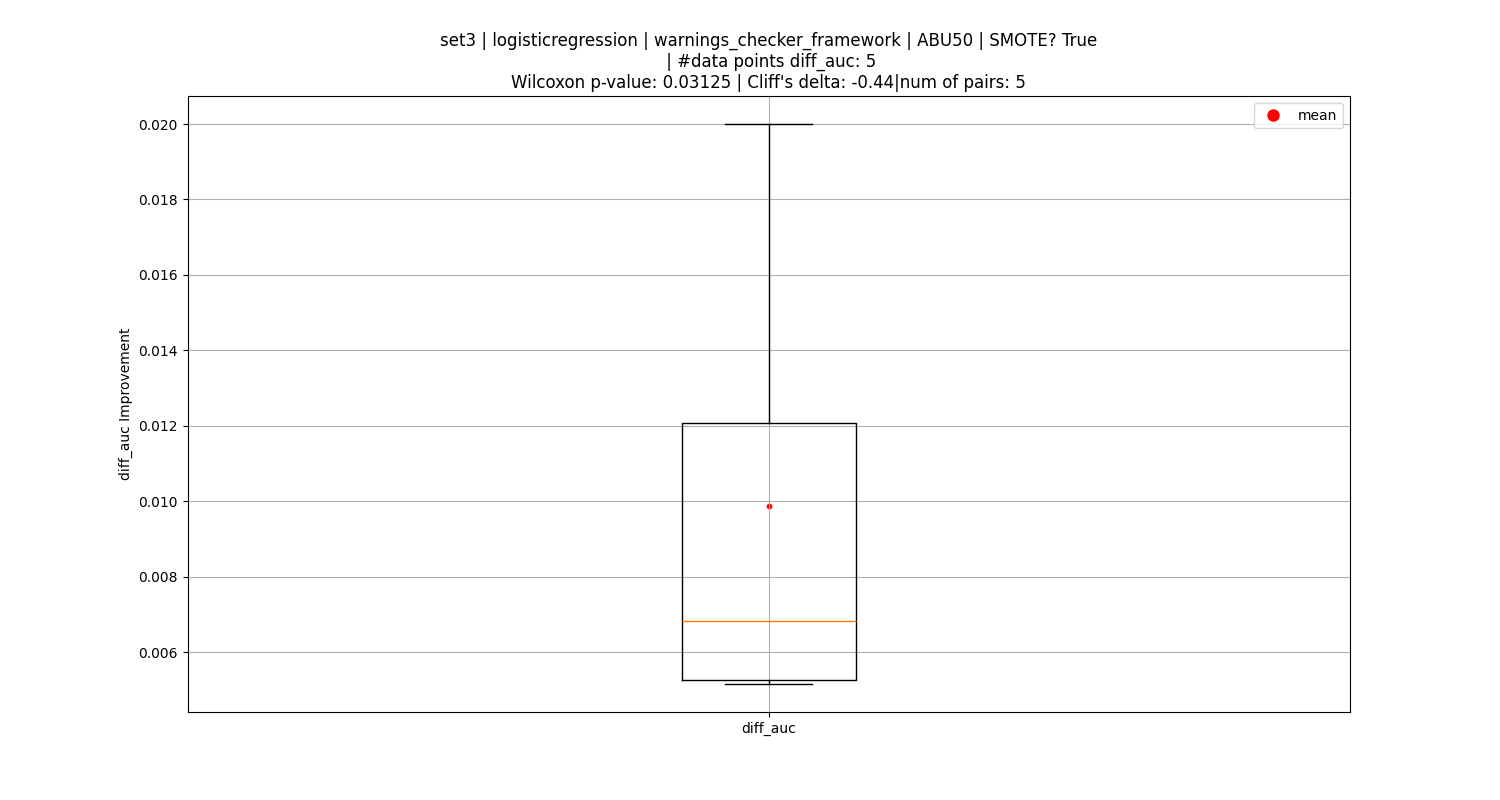 set3 | logisticregression | warnings_checker_framework | ABU50 | SMOTE? True
| #data points diff_auc: 5
Wilcoxon p-value: 0.03125 | Cliff's delta: -0.44|num of pairs: 5
mean
0.020
0.018
0.016
0.014
0.012
0.010
0.008
0.006
diff_auc Improvement
diff_auc